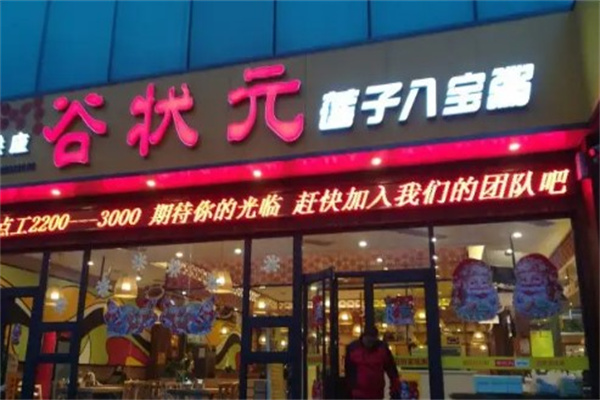 谷状元 莲子八宝粥
点工2200---3000 期待你的光临 赶快加入我们的团队吧